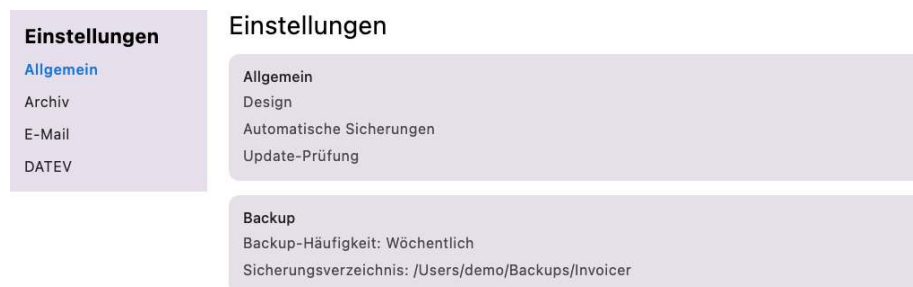 Einstellungen
Allgemein
Archiv
E-Mail
DATEV
Einstellungen
Allgemein
Design
Automatische Sicherungen
Update-Prüfung
Backup
Backup-Häufigkeit: Wöchentlich
Sicherungsverzeichnis: /Users/demo/Backups/Invoicer